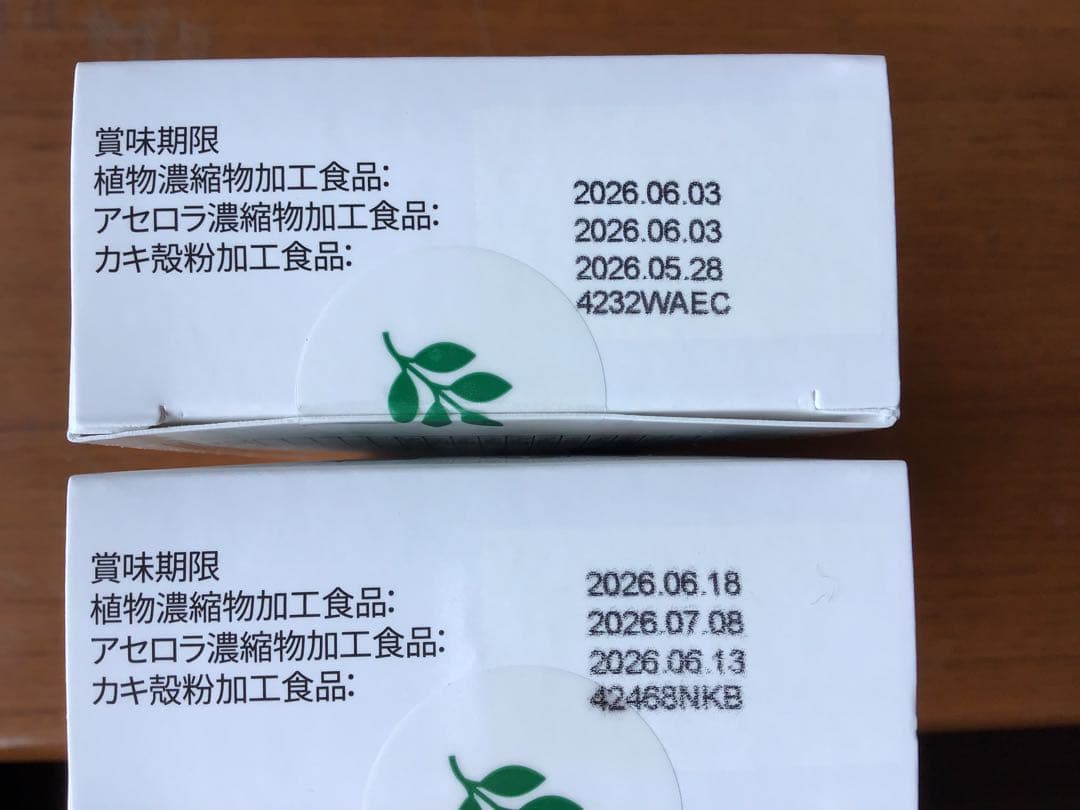 賞味期限
植物濃縮物加工食品: 2026.06.03
アセロラ濃縮物加工食品: 2026.06.03
カキ殻粉加工食品: 2026.05.28
4232WAEC
賞味期限
植物濃縮物加工食品: 2026.06.18
アセロラ濃縮物加工食品: 2026.07.08
カキ殻粉加工食品: 2026.06.13
42468NKB